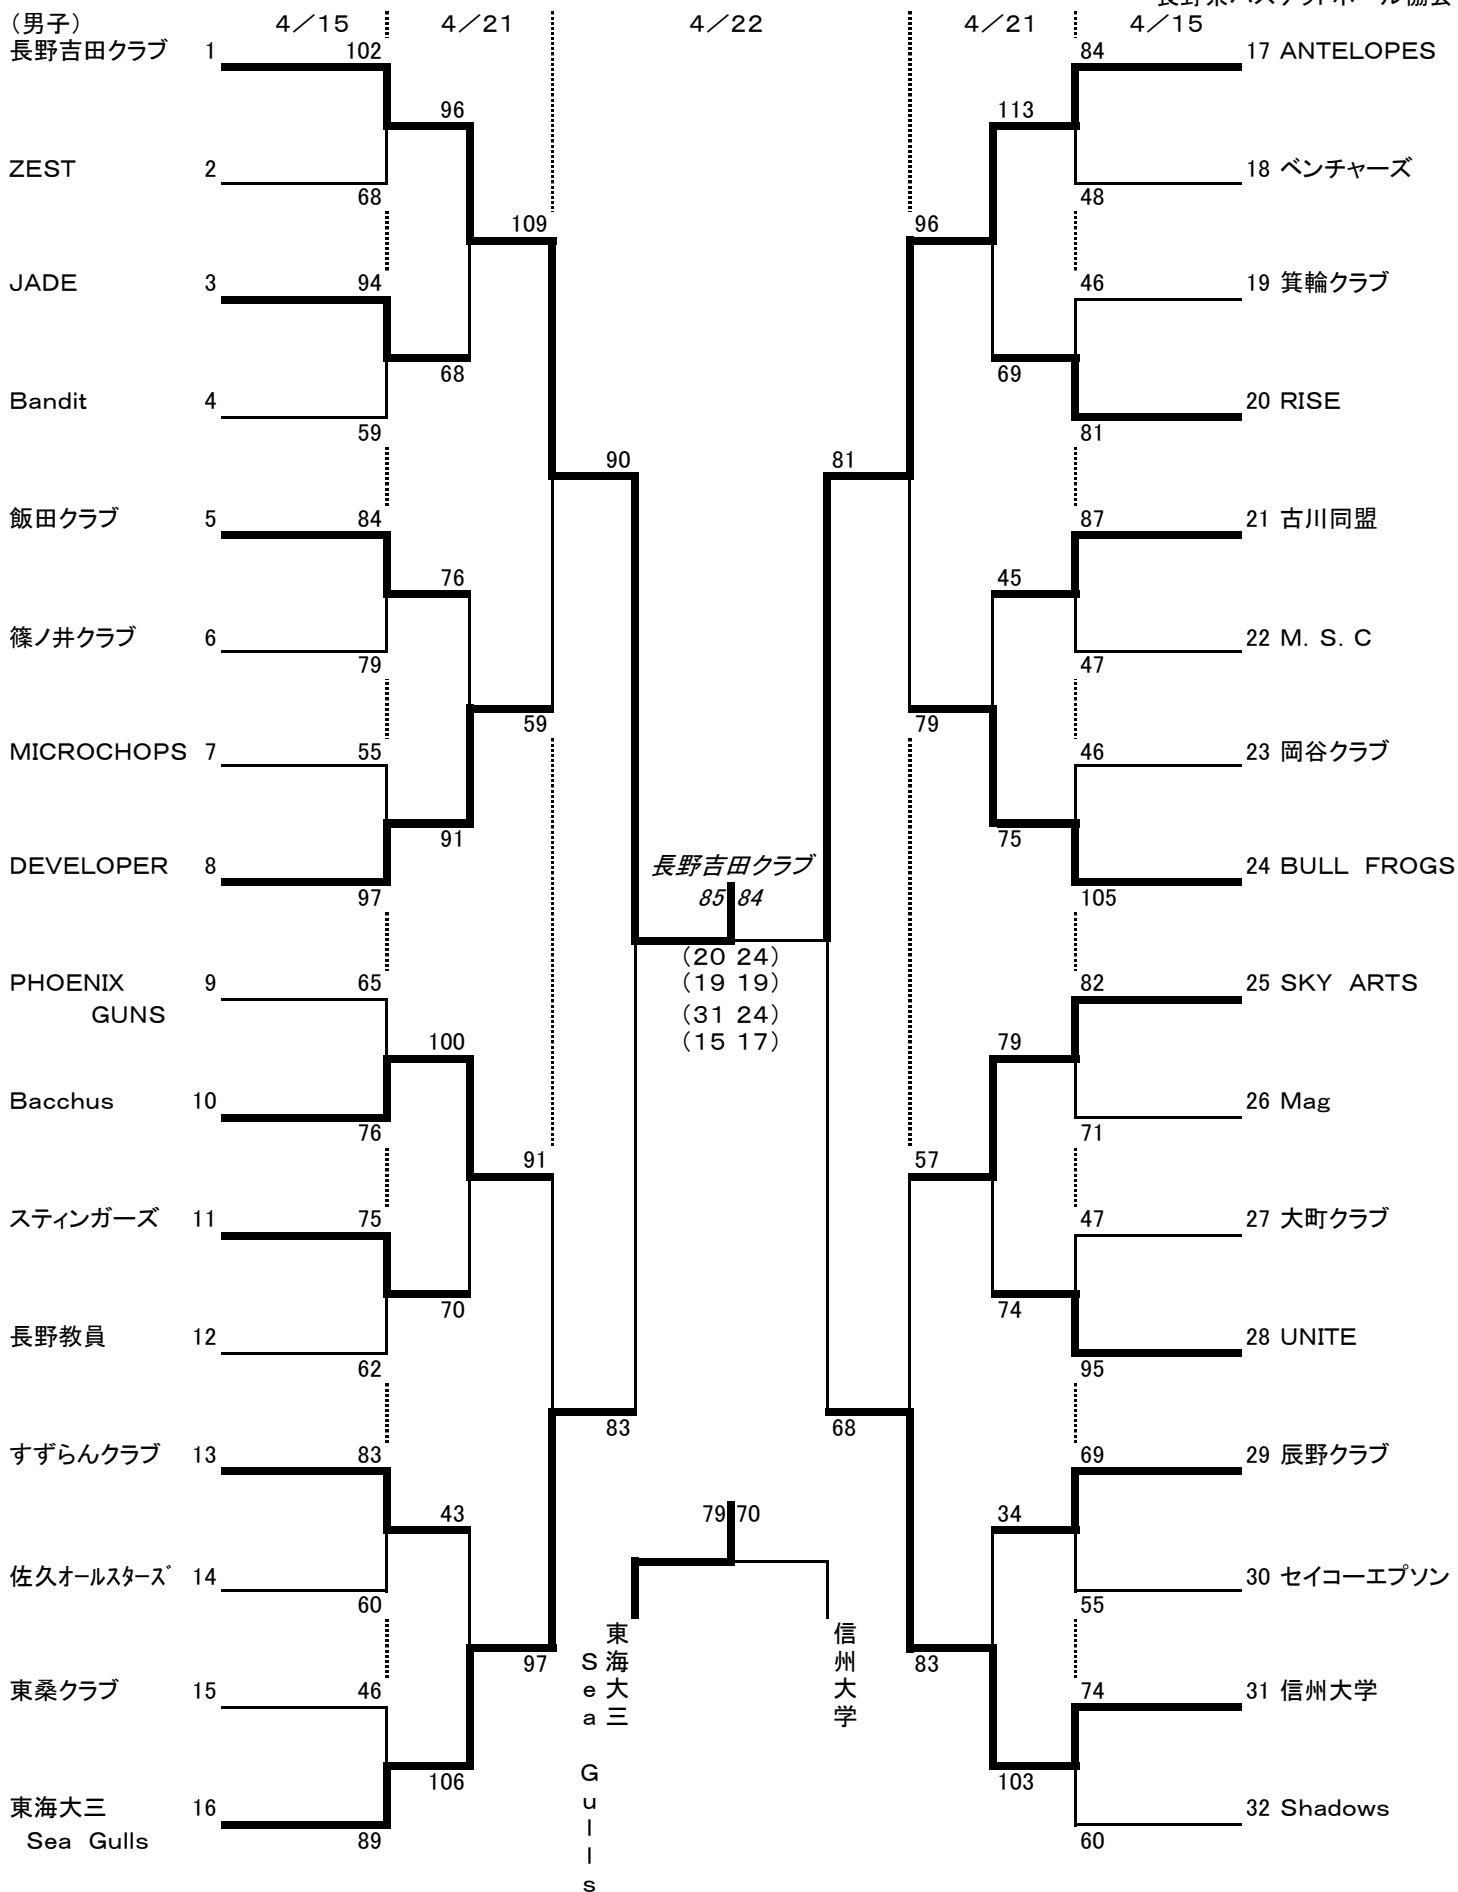 (男子)
4/15
4/21
4/22
4/21
4/15
長野吉田クラブ 1 102
84 17 ANTELOPES
96
113
ZEST 2
68
18 ベンチャーズ
48
109
96
JADE 3 94
46 19 箕輪クラブ
68
69
Bandit 4
59
20 RISE
81
90
81
飯田クラブ 5 84
87 21 古川同盟
76
45
篠ノ井クラブ 6
79
22 M. S. C
47
59
79
MICROCHOPS 7 55
46 23 岡谷クラブ
91
75
DEVELOPER 8
97
24 BULL FROGS
105
長野吉田クラブ
85 84
(20 24)
(19 19)
(31 24)
(15 17)
PHOENIX 9 65
GUNS
82 25 SKY ARTS
100
79
Bacchus 10
76
26 Mag
71
91
57
スティンガーズ 11 75
47 27 大町クラブ
70
74
長野教員 12
62
28 UNITE
95
83
68
すずらんクラブ 13 83
69 29 辰野クラブ
43
34
佐久ｵｰﾙｽﾀｰｽﾞ 14
60
30 セイコーエプソン
55
79 70
東海大三
Sea Gulls
信州大学
97
83
東桑クラブ 15 46
74 31 信州大学
106
103
東海大三 16
Sea Gulls
89
32 Shadows
60